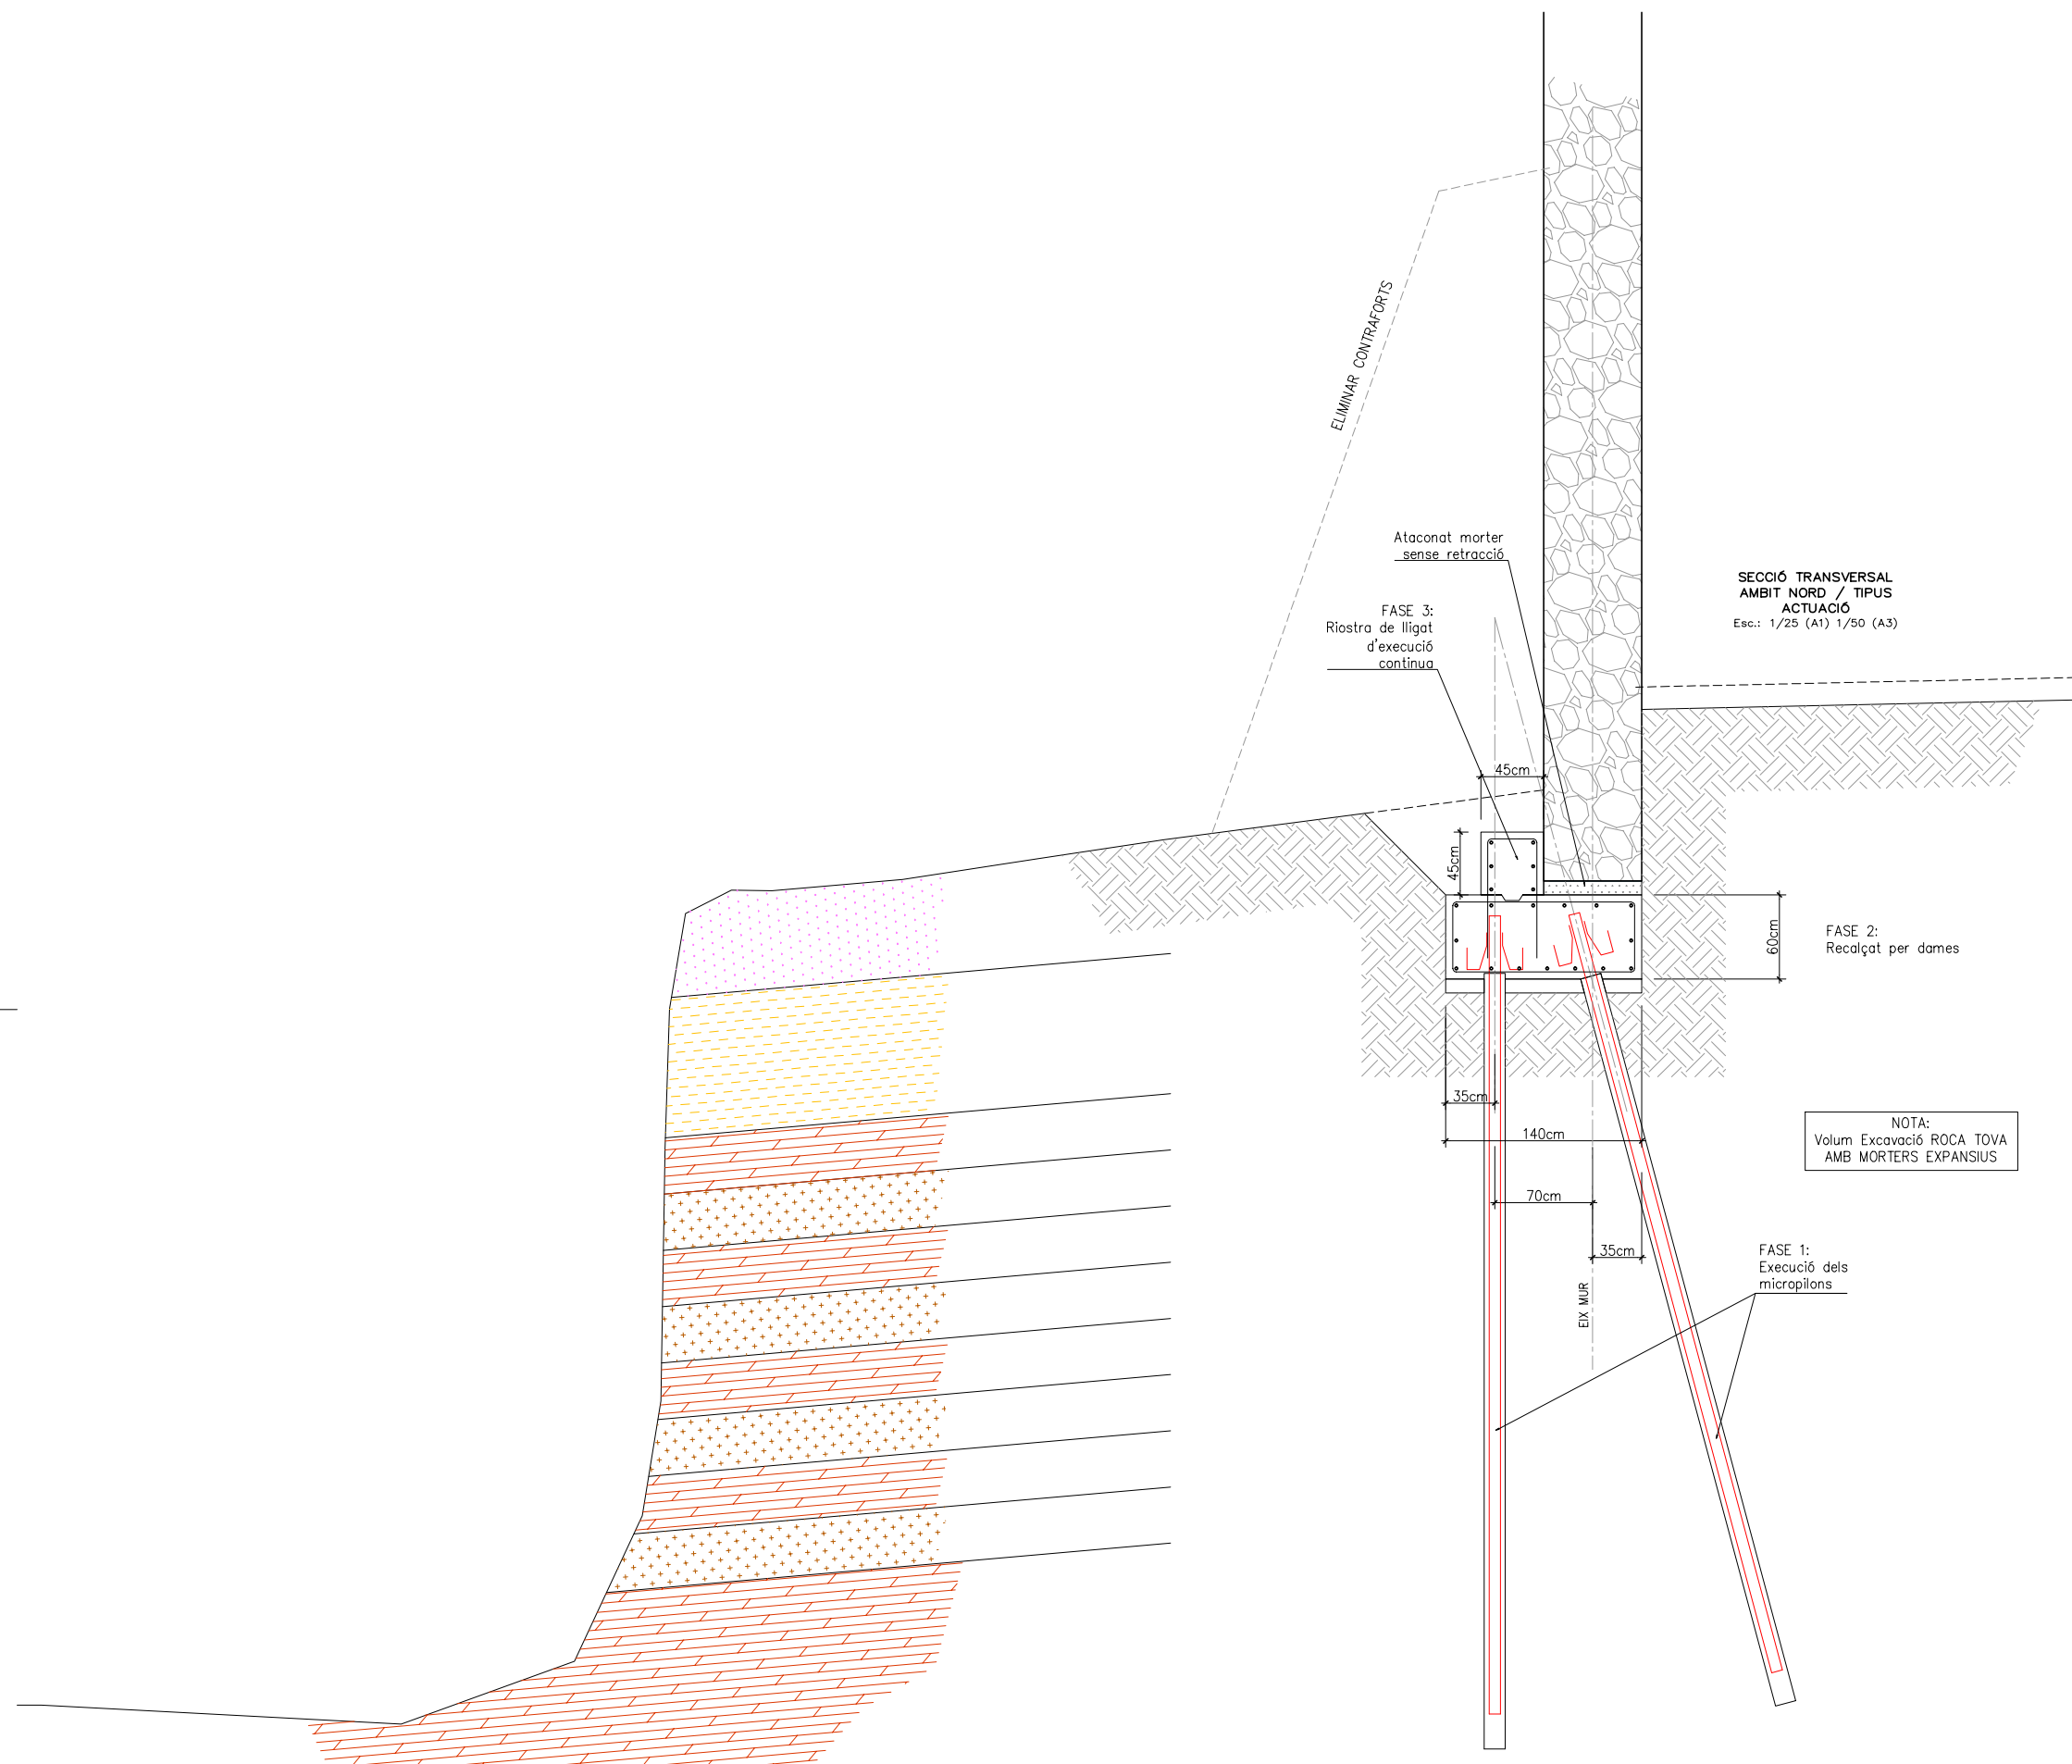 ELIMINAR CONTRAFORTS
Ataconat morter
sense retracció
FASE 3:
Riostra de lligat
d'execució
continua
SECCIÓ TRANSVERSAL
AMBIT NORD / TIPUS
ACTUACIÓ
Esc.: 1/25 (A1) 1/50 (A3)
45cm
45cm
60cm
FASE 2:
Recalçat per dames
35cm
140cm
NOTA:
Volum Excavació ROCA TOVA
AMB MORTERS EXPANSIUS
70cm
35cm
EIX MUR
FASE 1:
Execució dels
micropilons